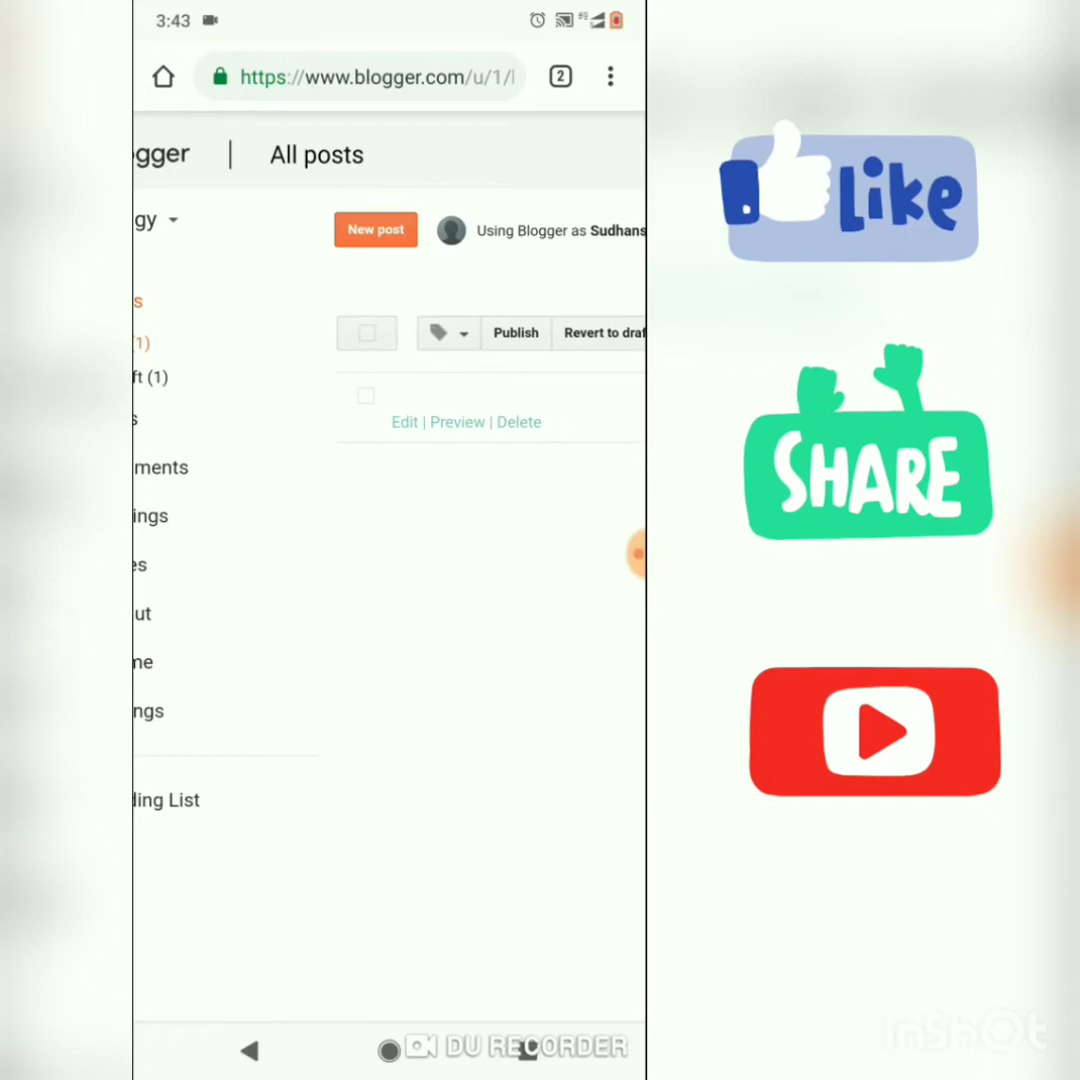 3:43
https://www.blogger.com/u/1/
2
gger | All posts
gy
New post
Using Blogger as Sudhans
s
(1)
ft (1)
Publish
Revert to draf
s
Edit | Preview | Delete
ments
ings
es
ut
me
ngs
ding List
Like
SHARE
DU RECORDER
InShOt